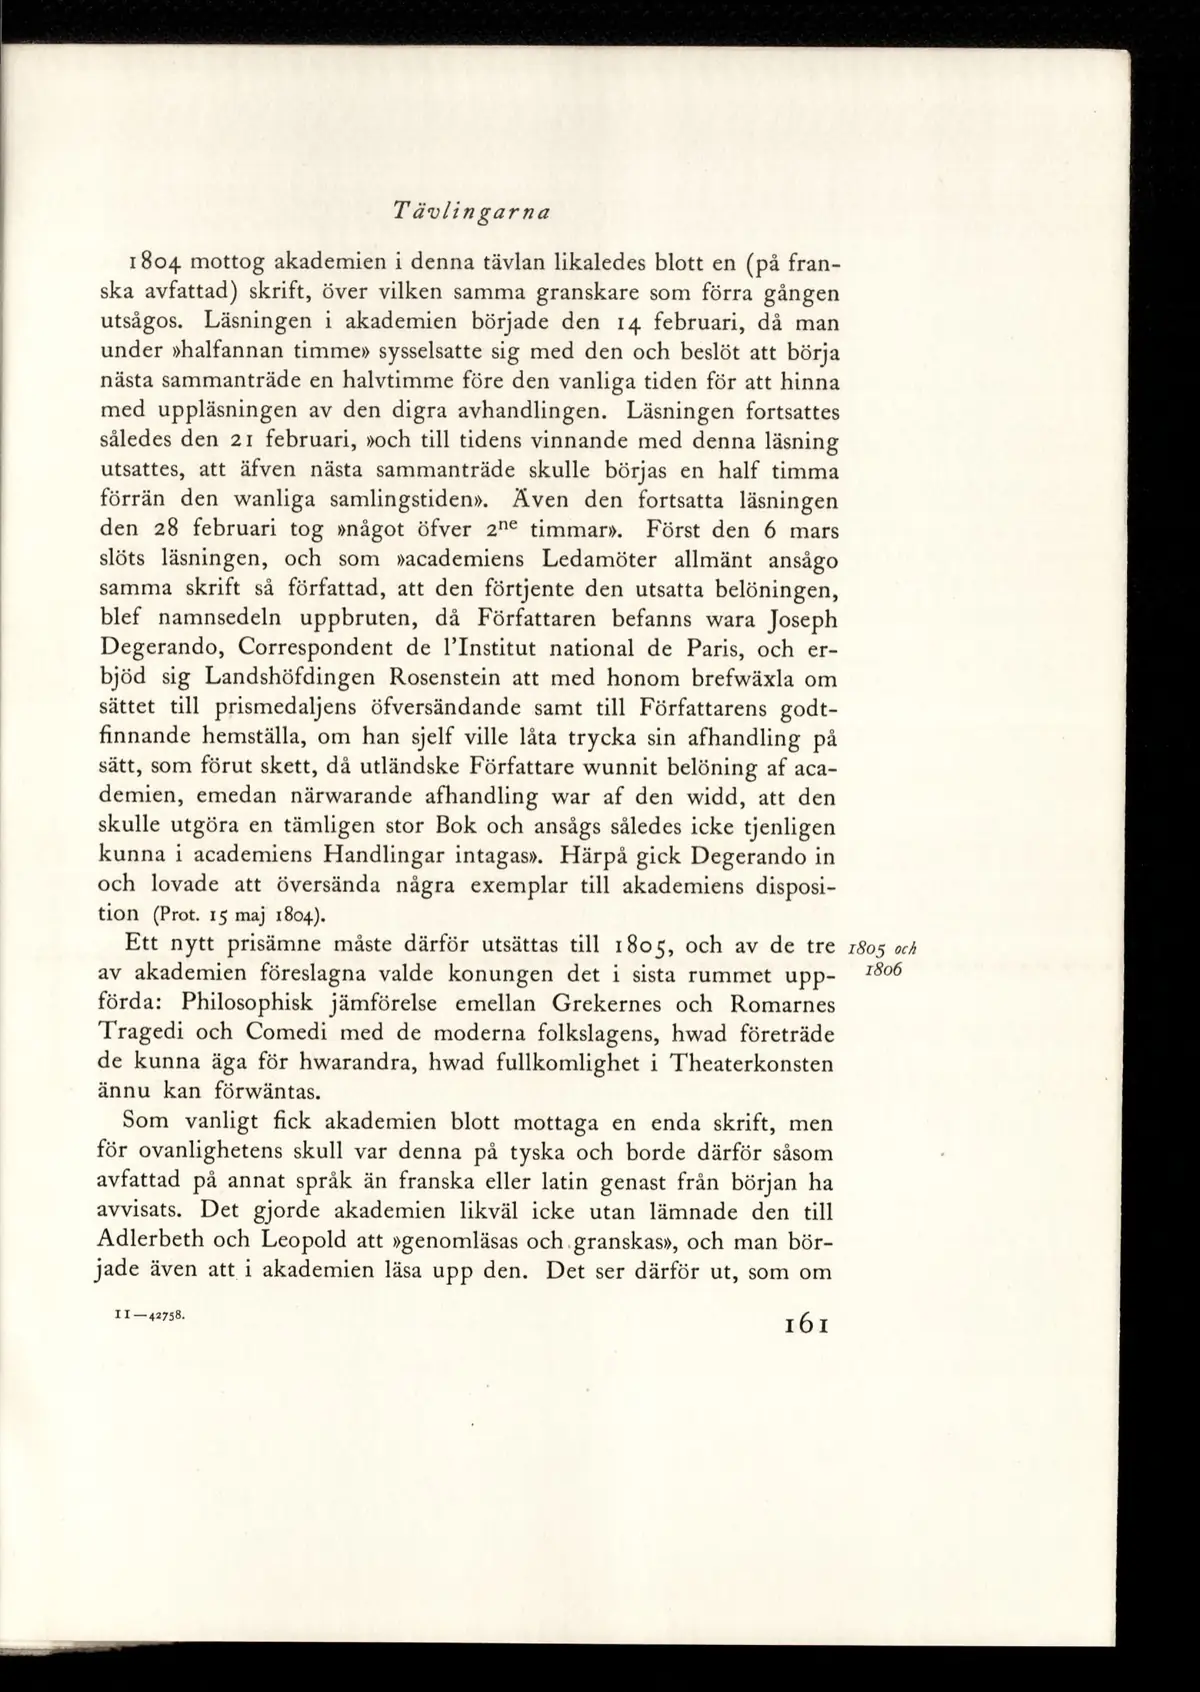 Tävlingarna
1804 mottog akademien i denna tävlan likaledes blott en (på fran-
ska avfattad) skrift, över vilken samma granskare som förra gången
utsågos. Läsningen i akademien började den 14 februari, då man
under »halfannan timme» sysselsatte sig med den och beslöt att börja
nästa sammanträde en halvtimme före den vanliga tiden för att hinna
med uppläsningen av den digra avhandlingen. Läsningen fortsattes
således den 21 februari, »och till tidens vinnande med denna läsning
utsattes, att äfven nästa sammanträde skulle börjas en half timma
förrän den wanliga samlingstiden». Även den fortsatta läsningen
den 28 februari tog »något öfver 2ⁿᵉ timmar». Först den 6 mars
slöts läsningen, och som »academiens Ledamöter allmänt ansågo
samma skrift så författad, att den förtjente den utsatta belöningen,
blef namnsedeln uppbruten, då Författaren befanns wara Joseph
Degerando, Correspondent de l'Institut national de Paris, och er-
bjöd sig Landshöfdingen Rosenstein att med honom brefwäxla om
sättet till prismedaljens öfversändande samt till Författarens godt-
finnande hemställa, om han sjelf ville låta trycka sin afhandling på
sätt, som förut skett, då utländske Författare wunnit belöning af aca-
demien, emedan närwarande afhandling war af den widd, att den
skulle utgöra en tämligen stor Bok och ansågs således icke tjenligen
kunna i academiens Handlingar intagas». Härpå gick Degerando in
och lovade att översända några exemplar till akademiens disposi-
tion (Prot. 15 maj 1804).
Ett nytt prisämne måste därför utsättas till 1805, och av de tre 1805 och
av akademien föreslagna valde konungen det i sista rummet upp- 1806
förda: Philosophisk jämförelse emellan Grekernes och Romarnes
Tragedi och Comedi med de moderna folkslagens, hwad företräde
de kunna äga för hwarandra, hwad fullkomlighet i Theaterkonsten
ännu kan förwäntas.
Som vanligt fick akademien blott mottaga en enda skrift, men
för ovanlighetens skull var denna på tyska och borde därför såsom
avfattad på annat språk än franska eller latin genast från början ha
avvisats. Det gjorde akademien likväl icke utan lämnade den till
Adlerbeth och Leopold att »genomläsas och granskas», och man bör-
jade även att i akademien läsa upp den. Det ser därför ut, som om
11—42758.
161